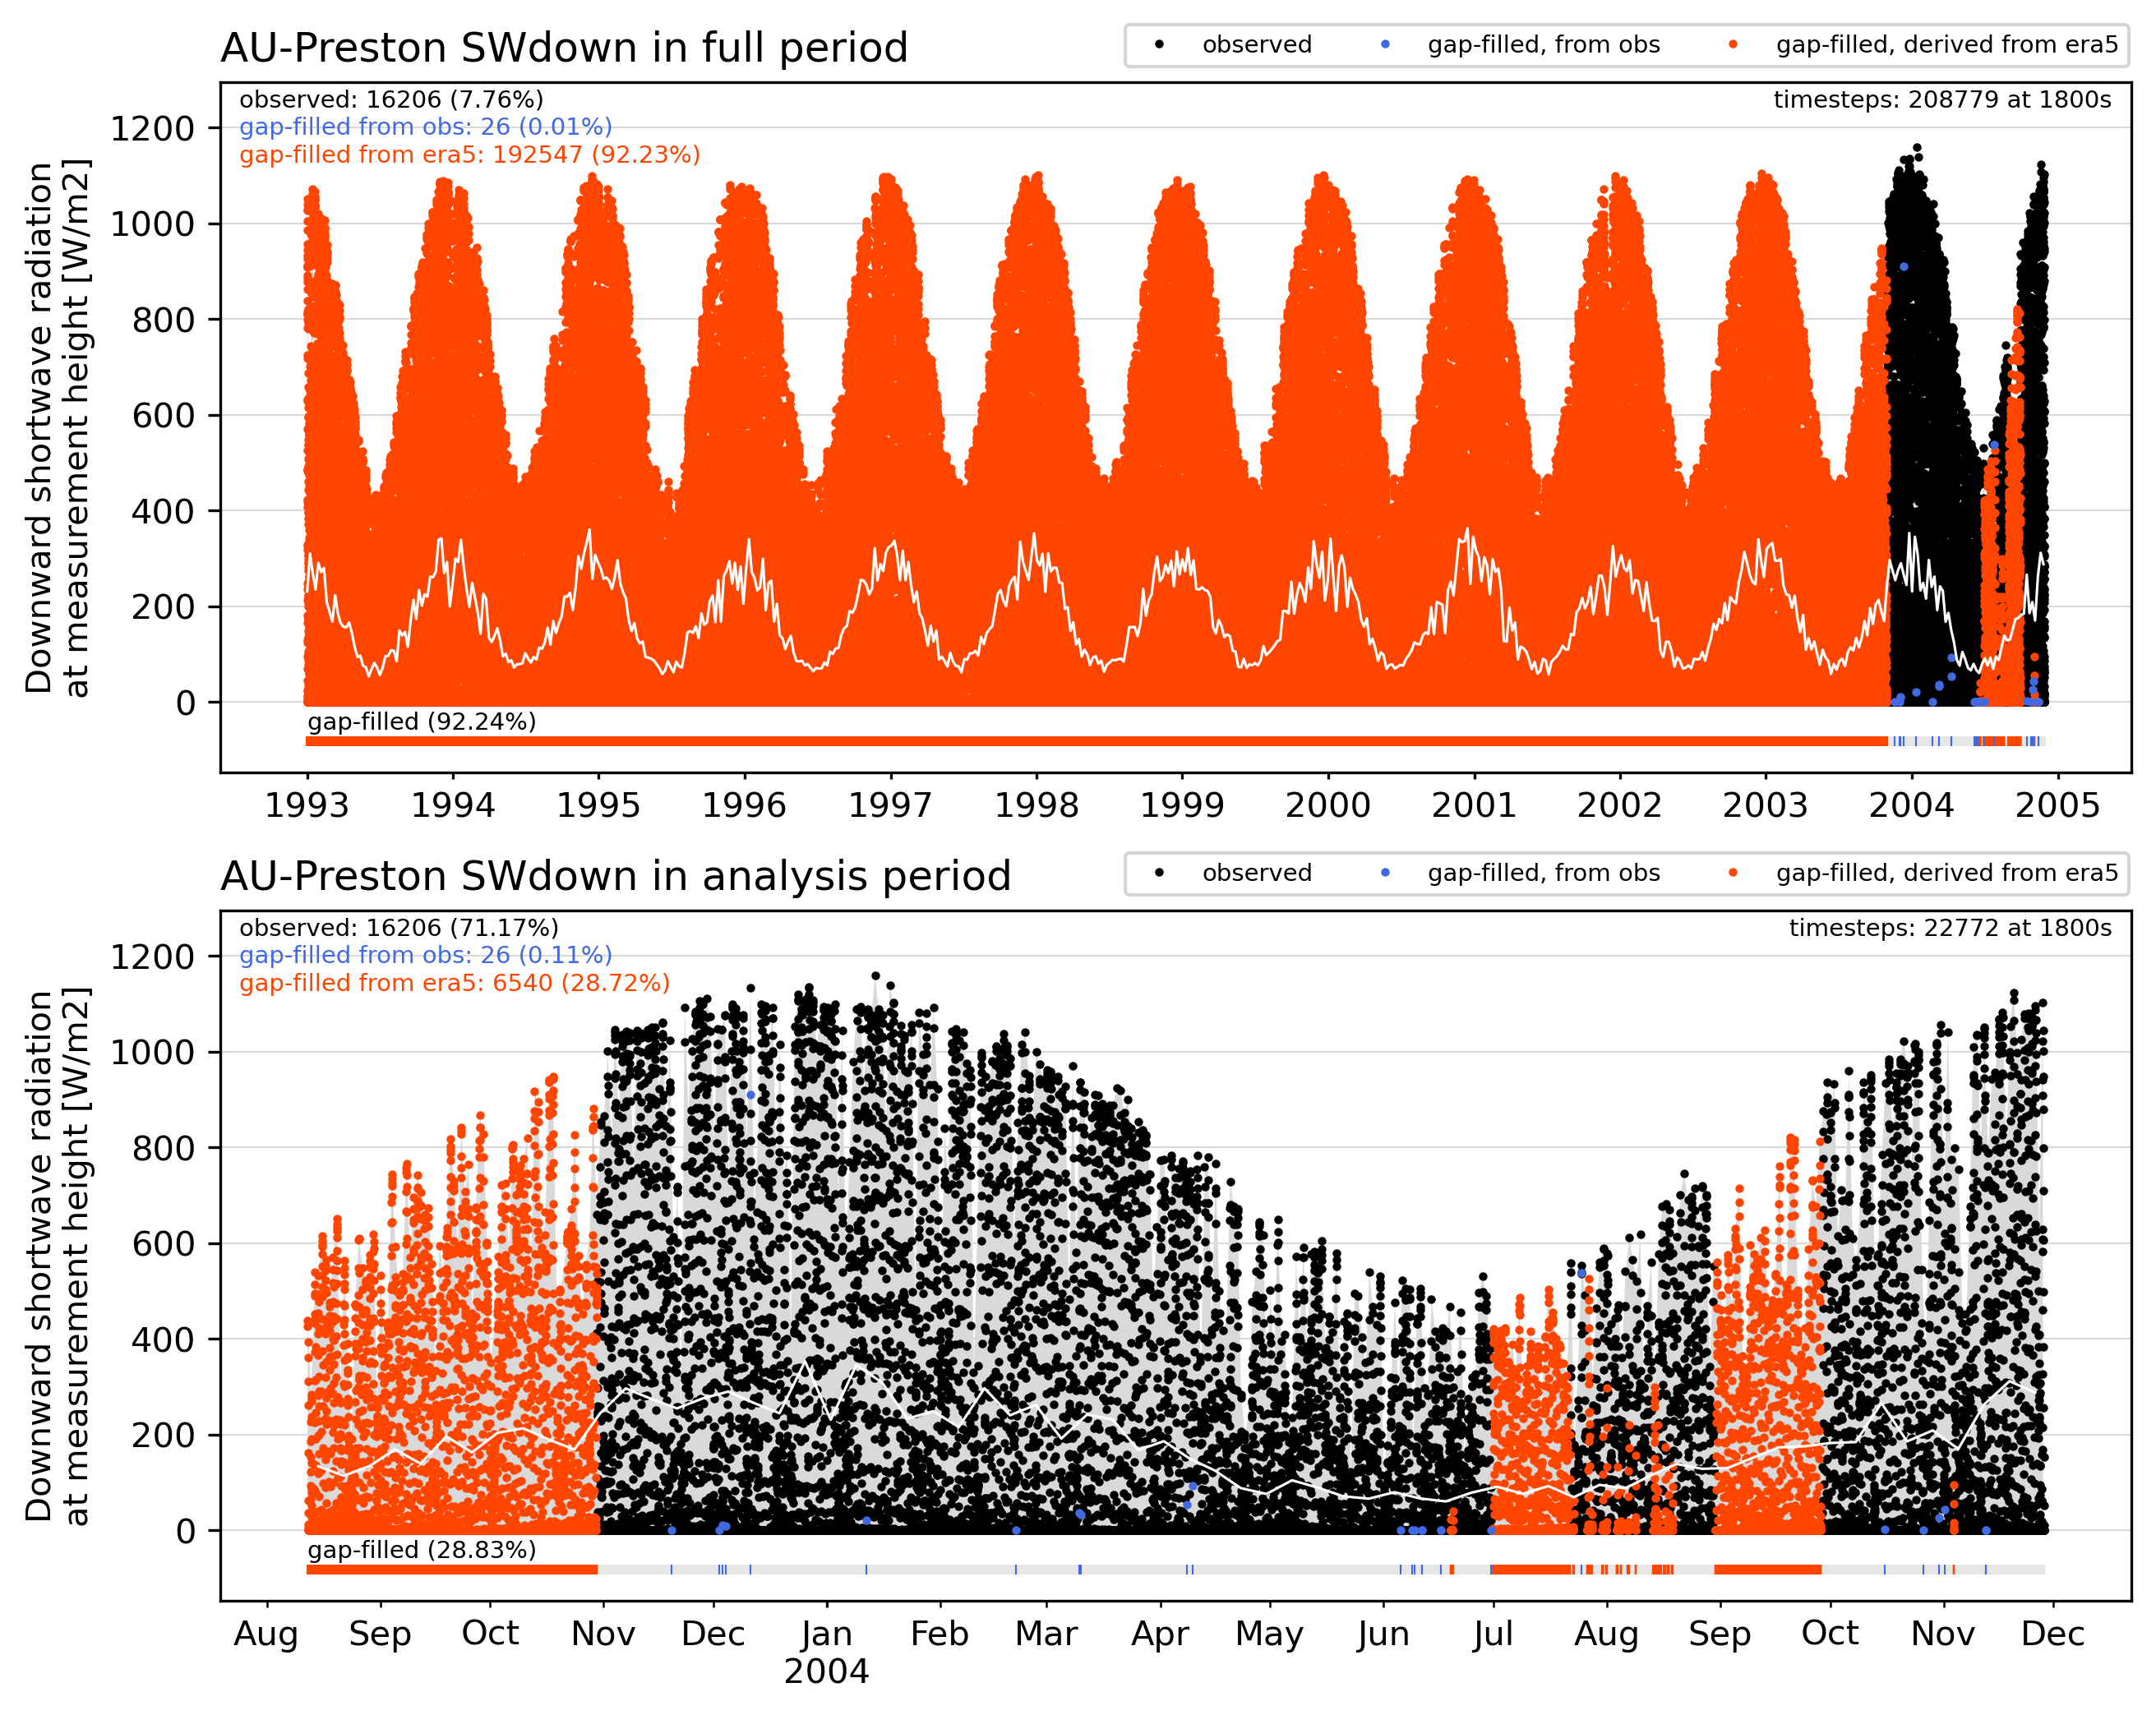 AU-Preston SWdown in full period
observed gap-filled, from obs gap-filled, derived from era5
observed: 16206 (7.76%)
timesteps: 208779 at 1800s
gap-filled from obs: 26 (0.01%)
gap-filled from era5: 192547 (92.23%)
Downward shortwave radiation
at measurement height [W/m2]
1200
1000
800
600
400
200
0
gap-filled (92.24%)
1993 1994 1995 1996 1997 1998 1999 2000 2001 2002 2003 2004 2005
AU-Preston SWdown in analysis period
observed gap-filled, from obs gap-filled, derived from era5
observed: 16206 (71.17%)
timesteps: 22772 at 1800s
gap-filled from obs: 26 (0.11%)
gap-filled from era5: 6540 (28.72%)
Downward shortwave radiation
at measurement height [W/m2]
1200
1000
800
600
400
200
0
gap-filled (28.83%)
Aug Sep Oct Nov Dec Jan Feb Mar Apr May Jun Jul Aug Sep Oct Nov Dec
2004